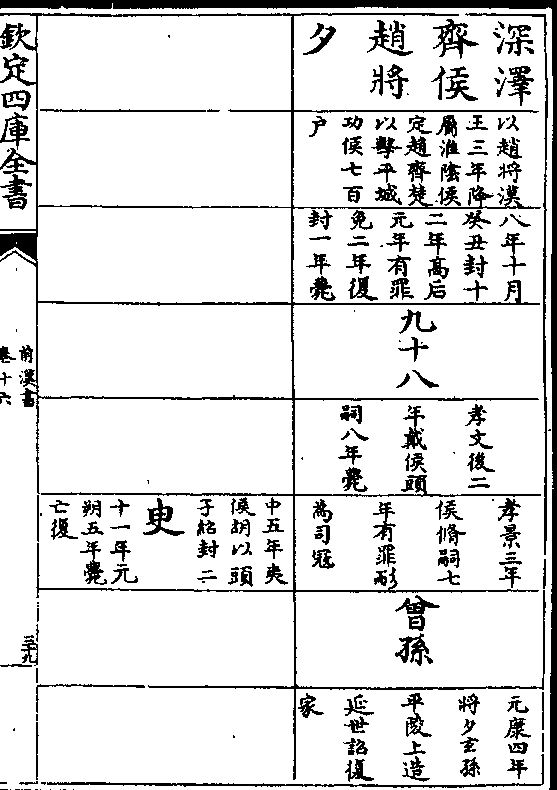 深澤
齊侯
趙將
夕
以趙將漢
王三年降
屬淮隂侯
定趙齊楚
以擊平城
功侯七百
户
八年十月
癸丑封十
二年高后
元年有罪
免二年復
封一年薨
九十八
孝文後二
年戴侯頭
嗣八年薨
孝景三年
侯脩嗣七
年有罪耏
為司冦
曾孫
元康四年
將夕𤣥孫
平陵上造
延世詔復
家
中五年夷
侯胡以頭
子紹封二
史
十一年元
朔五年薨
亡復
欽定四庫全書
前漢書
卷十六
三九